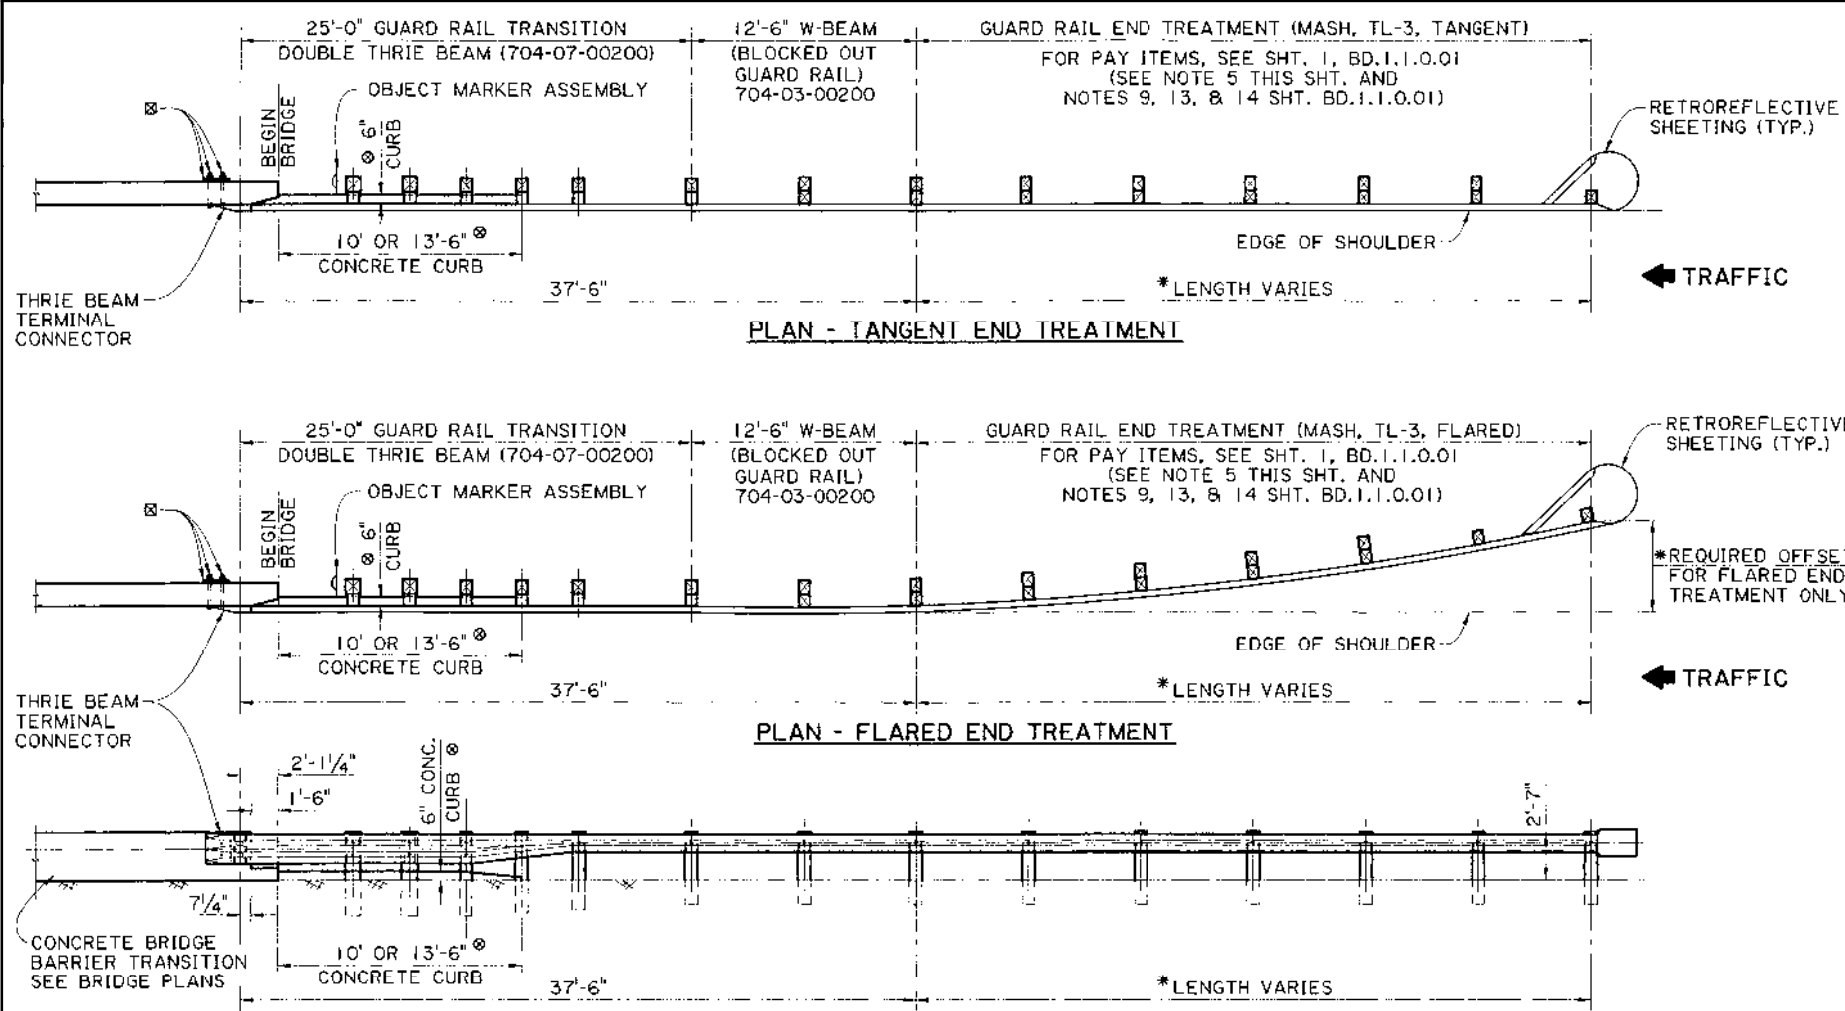 25'-0" GUARD RAIL TRANSITION
DOUBLE THRIE BEAM (704-07-00200)
12'-6" W-BEAM
(BLOCKED OUT
GUARD RAIL)
704-03-00200
GUARD RAIL END TREATMENT (MASH, TL-3, TANGENT)
FOR PAY ITEMS, SEE SHT. 1, BD.1.1.0.01
(SEE NOTE 5 THIS SHT. AND
NOTES 9, 13, & 14 SHT. BD.1.1.0.01)
OBJECT MARKER ASSEMBLY
RETROREFLECTIVE
SHEETING (TYP.)
BEGIN
BRIDGE
⊗ 6"
CURB
10' OR 13'-6" ⊗
CONCRETE CURB
EDGE OF SHOULDER
THRIE BEAM
TERMINAL
CONNECTOR
37'-6"
*LENGTH VARIES
TRAFFIC
PLAN - TANGENT END TREATMENT
25'-0" GUARD RAIL TRANSITION
DOUBLE THRIE BEAM (704-07-00200)
12'-6" W-BEAM
(BLOCKED OUT
GUARD RAIL)
704-03-00200
GUARD RAIL END TREATMENT (MASH, TL-3, FLARED)
FOR PAY ITEMS, SEE SHT. 1, BD.1.1.0.01
(SEE NOTE 5 THIS SHT. AND
NOTES 9, 13, & 14 SHT. BD.1.1.0.01)
OBJECT MARKER ASSEMBLY
RETROREFLECTIVE
SHEETING (TYP.)
BEGIN
BRIDGE
⊗ 6"
CURB
*REQUIRED OFFSET
FOR FLARED END
TREATMENT ONLY
10' OR 13'-6" ⊗
CONCRETE CURB
EDGE OF SHOULDER
THRIE BEAM
TERMINAL
CONNECTOR
37'-6"
*LENGTH VARIES
TRAFFIC
PLAN - FLARED END TREATMENT
2'-1 1/4"
1'-6"
6" CONC.
CURB ⊗
2'-7"
7 1/4"
CONCRETE BRIDGE
BARRIER TRANSITION
SEE BRIDGE PLANS
10' OR 13'-6" ⊗
CONCRETE CURB
37'-6"
*LENGTH VARIES